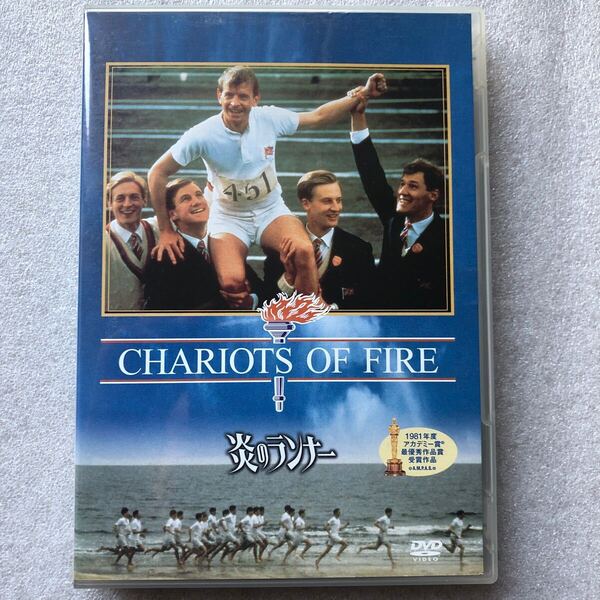 451
CHARIOTS OF FIRE
炎のランナー
1981年度
アカデミー賞®
最優秀作品賞
受賞作品
©A.M.P.A.S.®
DVD
VIDEO